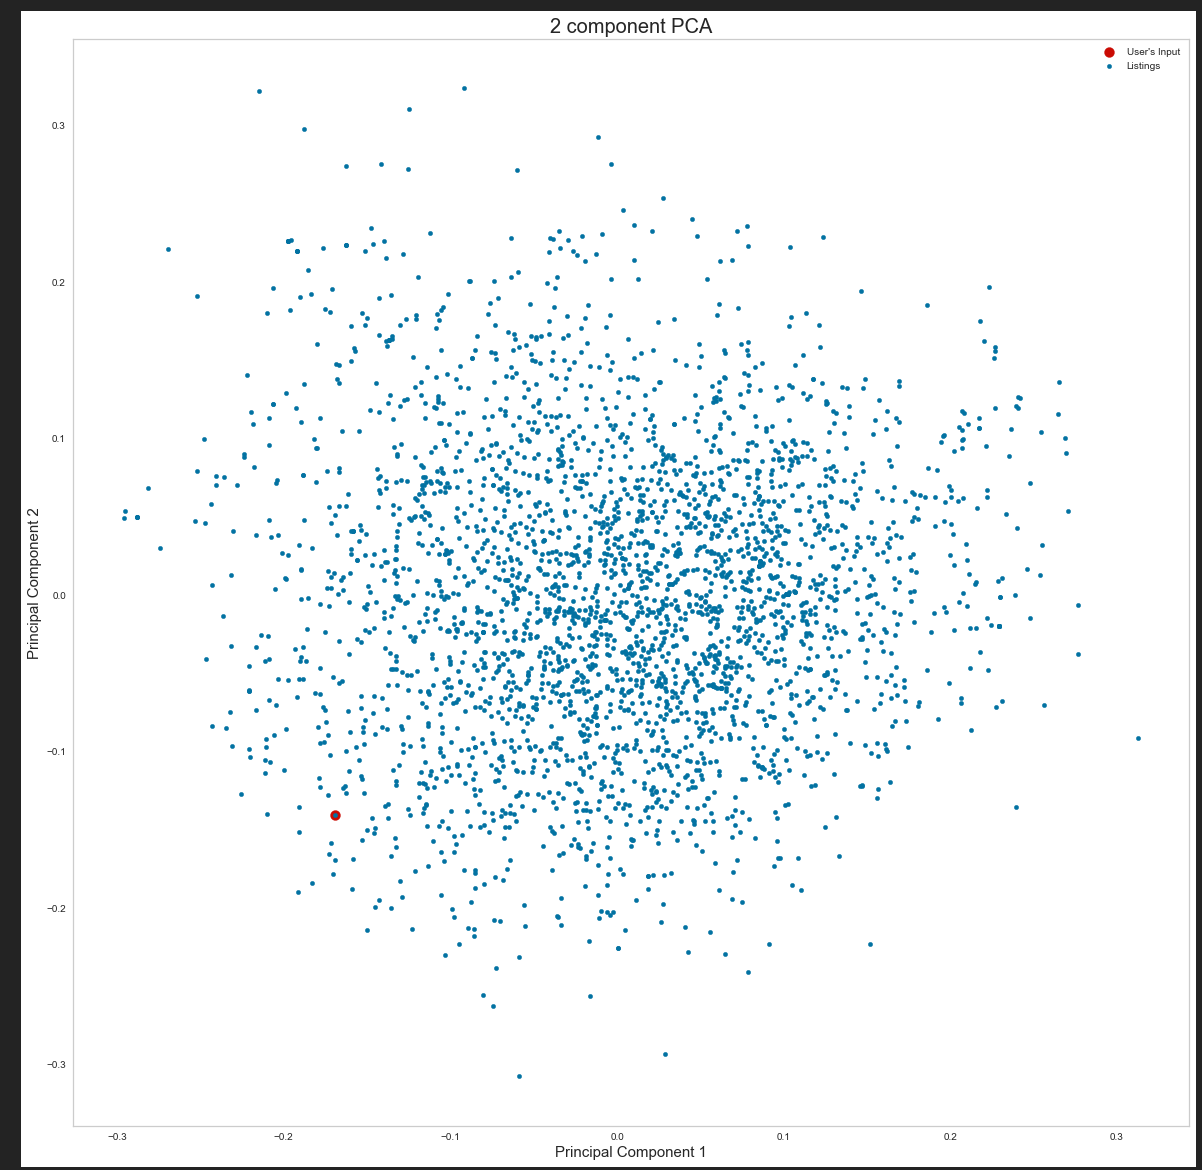 2 component PCA
User's Input
Listings
0.3
0.2
0.1
0.0
−0.1
−0.2
−0.3
Principal Component 2
−0.3
−0.2
−0.1
0.0
0.1
0.2
0.3
Principal Component 1